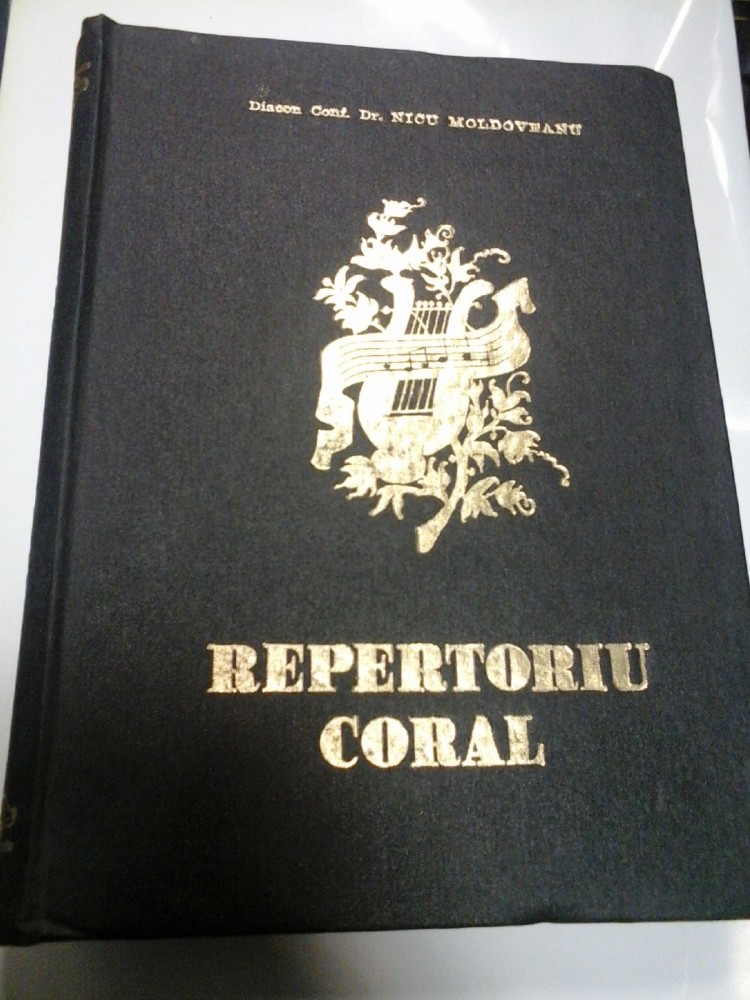 Diacon Conf. Dr. NICU MOLDOVEANU
REPERTORIU
CORAL